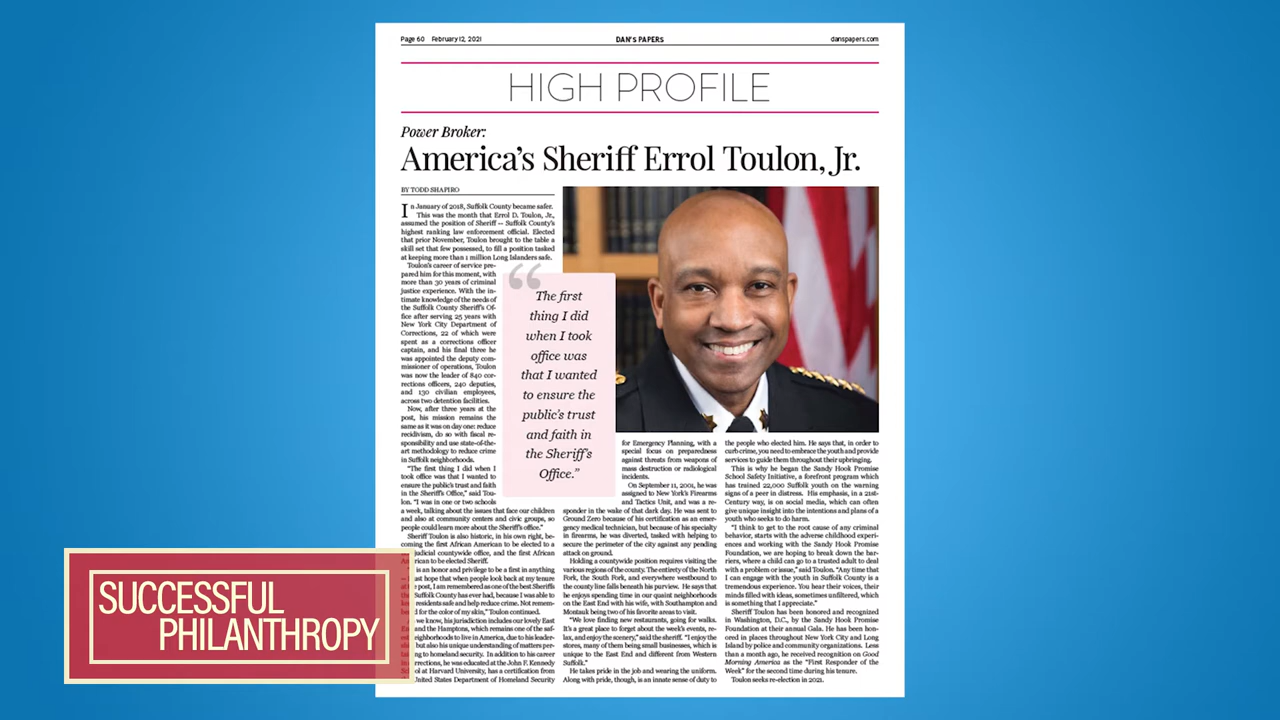 Page 60 February 12, 2021
DAN'S PAPERS
danspapers.com
HIGH PROFILE
Power Broker:
America's Sheriff Errol Toulon, Jr.
BY TODD SHAPIRO
In January of 2018, Suffolk County became safer.
This was the month that Errol D. Toulon, Jr.,
assumed the position of Sheriff -- Suffolk County's
highest ranking law enforcement official. Elected
that prior November, Toulon brought to the table a
skill set that few possessed, to fill a position tasked
at keeping more than 1 million Long Islanders safe.
Toulon's career of service pre-
pared him for this moment, with
more than 30 years of criminal
justice experience. With the in-
timate knowledge of the needs of
the Suffolk County Sheriff's Of-
fice after serving 25 years with
New York City Department of
Corrections, 22 of which were
spent as a corrections officer
captain, and his final three he
was appointed the deputy com-
missioner of operations, Toulon
was now the leader of 840 cor-
rections officers, 240 deputies,
and 130 civilian employees,
across two detention facilities.
Now, after three years at the
post, his mission remains the
same as it was on day one: reduce
recidivism, do so with fiscal re-
sponsibility and use state-of-the-
art methodology to reduce crime
in Suffolk neighborhoods.
"The first thing I did when I
took office was that I wanted to
ensure the public's trust and faith
in the Sheriff's Office," said Tou-
lon. "I was in one or two schools
a week, talking about the issues that face our children
and also at community centers and civic groups, so
people could learn more about the Sheriff's office."
Sheriff Toulon is also historic, in his own right, be-
coming the first African American to be elected to a
judicial countywide office, and the first African
American to be elected Sheriff.
is an honor and privilege to be a first in anything
ast hope that when people look back at my tenure
post, I am remembered as one of the best Sheriffs
Suffolk County has ever had, because I was able to
residents safe and help reduce crime. Not remem-
d for the color of my skin," Toulon continued.
we know, his jurisdiction includes our lovely East
and the Hamptons, which remains one of the saf-
eighborhoods to live in America, due to his leader-
but also his unique understanding of matters per-
ng to homeland security. In addition to his career
rrections, he was educated at the John F. Kennedy
ol at Harvard University, has a certification from
United States Department of Homeland Security
“
The first
thing I did
when I took
office was
that I wanted
to ensure the
public's trust
and faith in
the Sheriff's
Office."
for Emergency Planning, with a
special focus on preparedness
against threats from weapons of
mass destruction or radiological
incidents.
On September 11, 2001, he was
assigned to New York's Firearms
and Tactics Unit, and was a re-
sponder in the wake of that dark day. He was sent to
Ground Zero because of his certification as an emer-
gency medical technician, but because of his specialty
in firearms, he was diverted, tasked with helping to
secure the perimeter of the city against any pending
attack on ground.
Holding a countywide position requires visiting the
various regions of the county. The entirety of the North
Fork, the South Fork, and everywhere westbound to
the county line falls beneath his purview. He says that
he enjoys spending time in our quaint neighborhoods
on the East End with his wife, with Southampton and
Montauk being two of his favorite areas to visit.
"We love finding new restaurants, going for walks.
It's a great place to forget about the week's events, re-
lax, and enjoy the scenery," said the sheriff. "I enjoy the
stores, many of them being small businesses, which is
unique to the East End and different from Western
Suffolk."
He takes pride in the job and wearing the uniform.
Along with pride, though, is an innate sense of duty to
the people who elected him. He says that, in order to
curb crime, you need to embrace the youth and provide
services to guide them throughout their upbringing.
This is why he began the Sandy Hook Promise
School Safety Initiative, a forefront program which
has trained 22,000 Suffolk youth on the warning
signs of a peer in distress. His emphasis, in a 21st-
Century way, is on social media, which can often
give unique insight into the intentions and plans of a
youth who seeks to do harm.
"I think to get to the root cause of any criminal
behavior, starts with the adverse childhood experi-
ences and working with the Sandy Hook Promise
Foundation, we are hoping to break down the bar-
riers, where a child can go to a trusted adult to deal
with a problem or issue," said Toulon. "Any time that
I can engage with the youth in Suffolk County is a
tremendous experience. You hear their voices, their
minds filled with ideas, sometimes unfiltered, which
is something that I appreciate."
Sheriff Toulon has been honored and recognized
in Washington, D.C., by the Sandy Hook Promise
Foundation at their annual Gala. He has been hon-
ored in places throughout New York City and Long
Island by police and community organizations. Less
than a month ago, he received recognition on Good
Morning America as the "First Responder of the
Week" for the second time during his tenure.
Toulon seeks re-election in 2021.
SUCCESSFUL
PHILANTHROPY